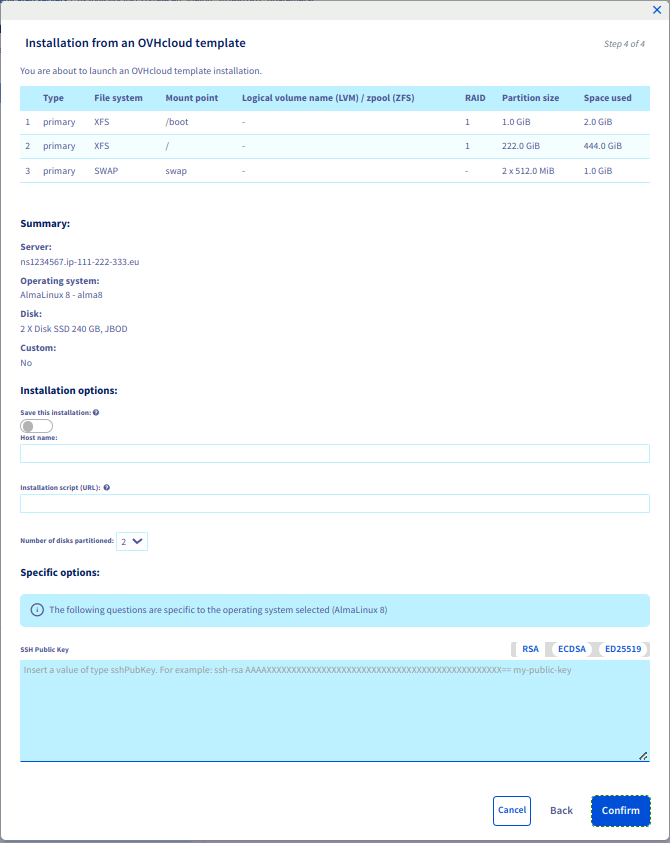 Installation from an OVHcloud template
Step 4 of 4
You are about to launch an OVHcloud template installation.
Type File system Mount point Logical volume name (LVM) / zpool (ZFS) RAID Partition size Space used
1 primary XFS /boot - 1 1.0 GiB 2.0 GiB
2 primary XFS / - 1 222.0 GiB 444.0 GiB
3 primary SWAP swap - - 2 x 512.0 MiB 1.0 GiB
Summary:
Server:
ns1234567.ip-111-222-333.eu
Operating system:
AlmaLinux 8 - alma8
Disk:
2 X Disk SSD 240 GB, JBOD
Custom:
No
Installation options:
Save this installation:
Host name:
Installation script (URL):
Number of disks partitioned: 2
Specific options:
The following questions are specific to the operating system selected (AlmaLinux 8)
SSH Public Key RSA ECDSA ED25519
Insert a value of type sshPubKey. For example: ssh-rsa AAAAXXXXXXXXXXXXXXXXXXXXXXXXXXXXXXXXXXXXXXXXXXXXXXXX== my-public-key
Cancel Back Confirm